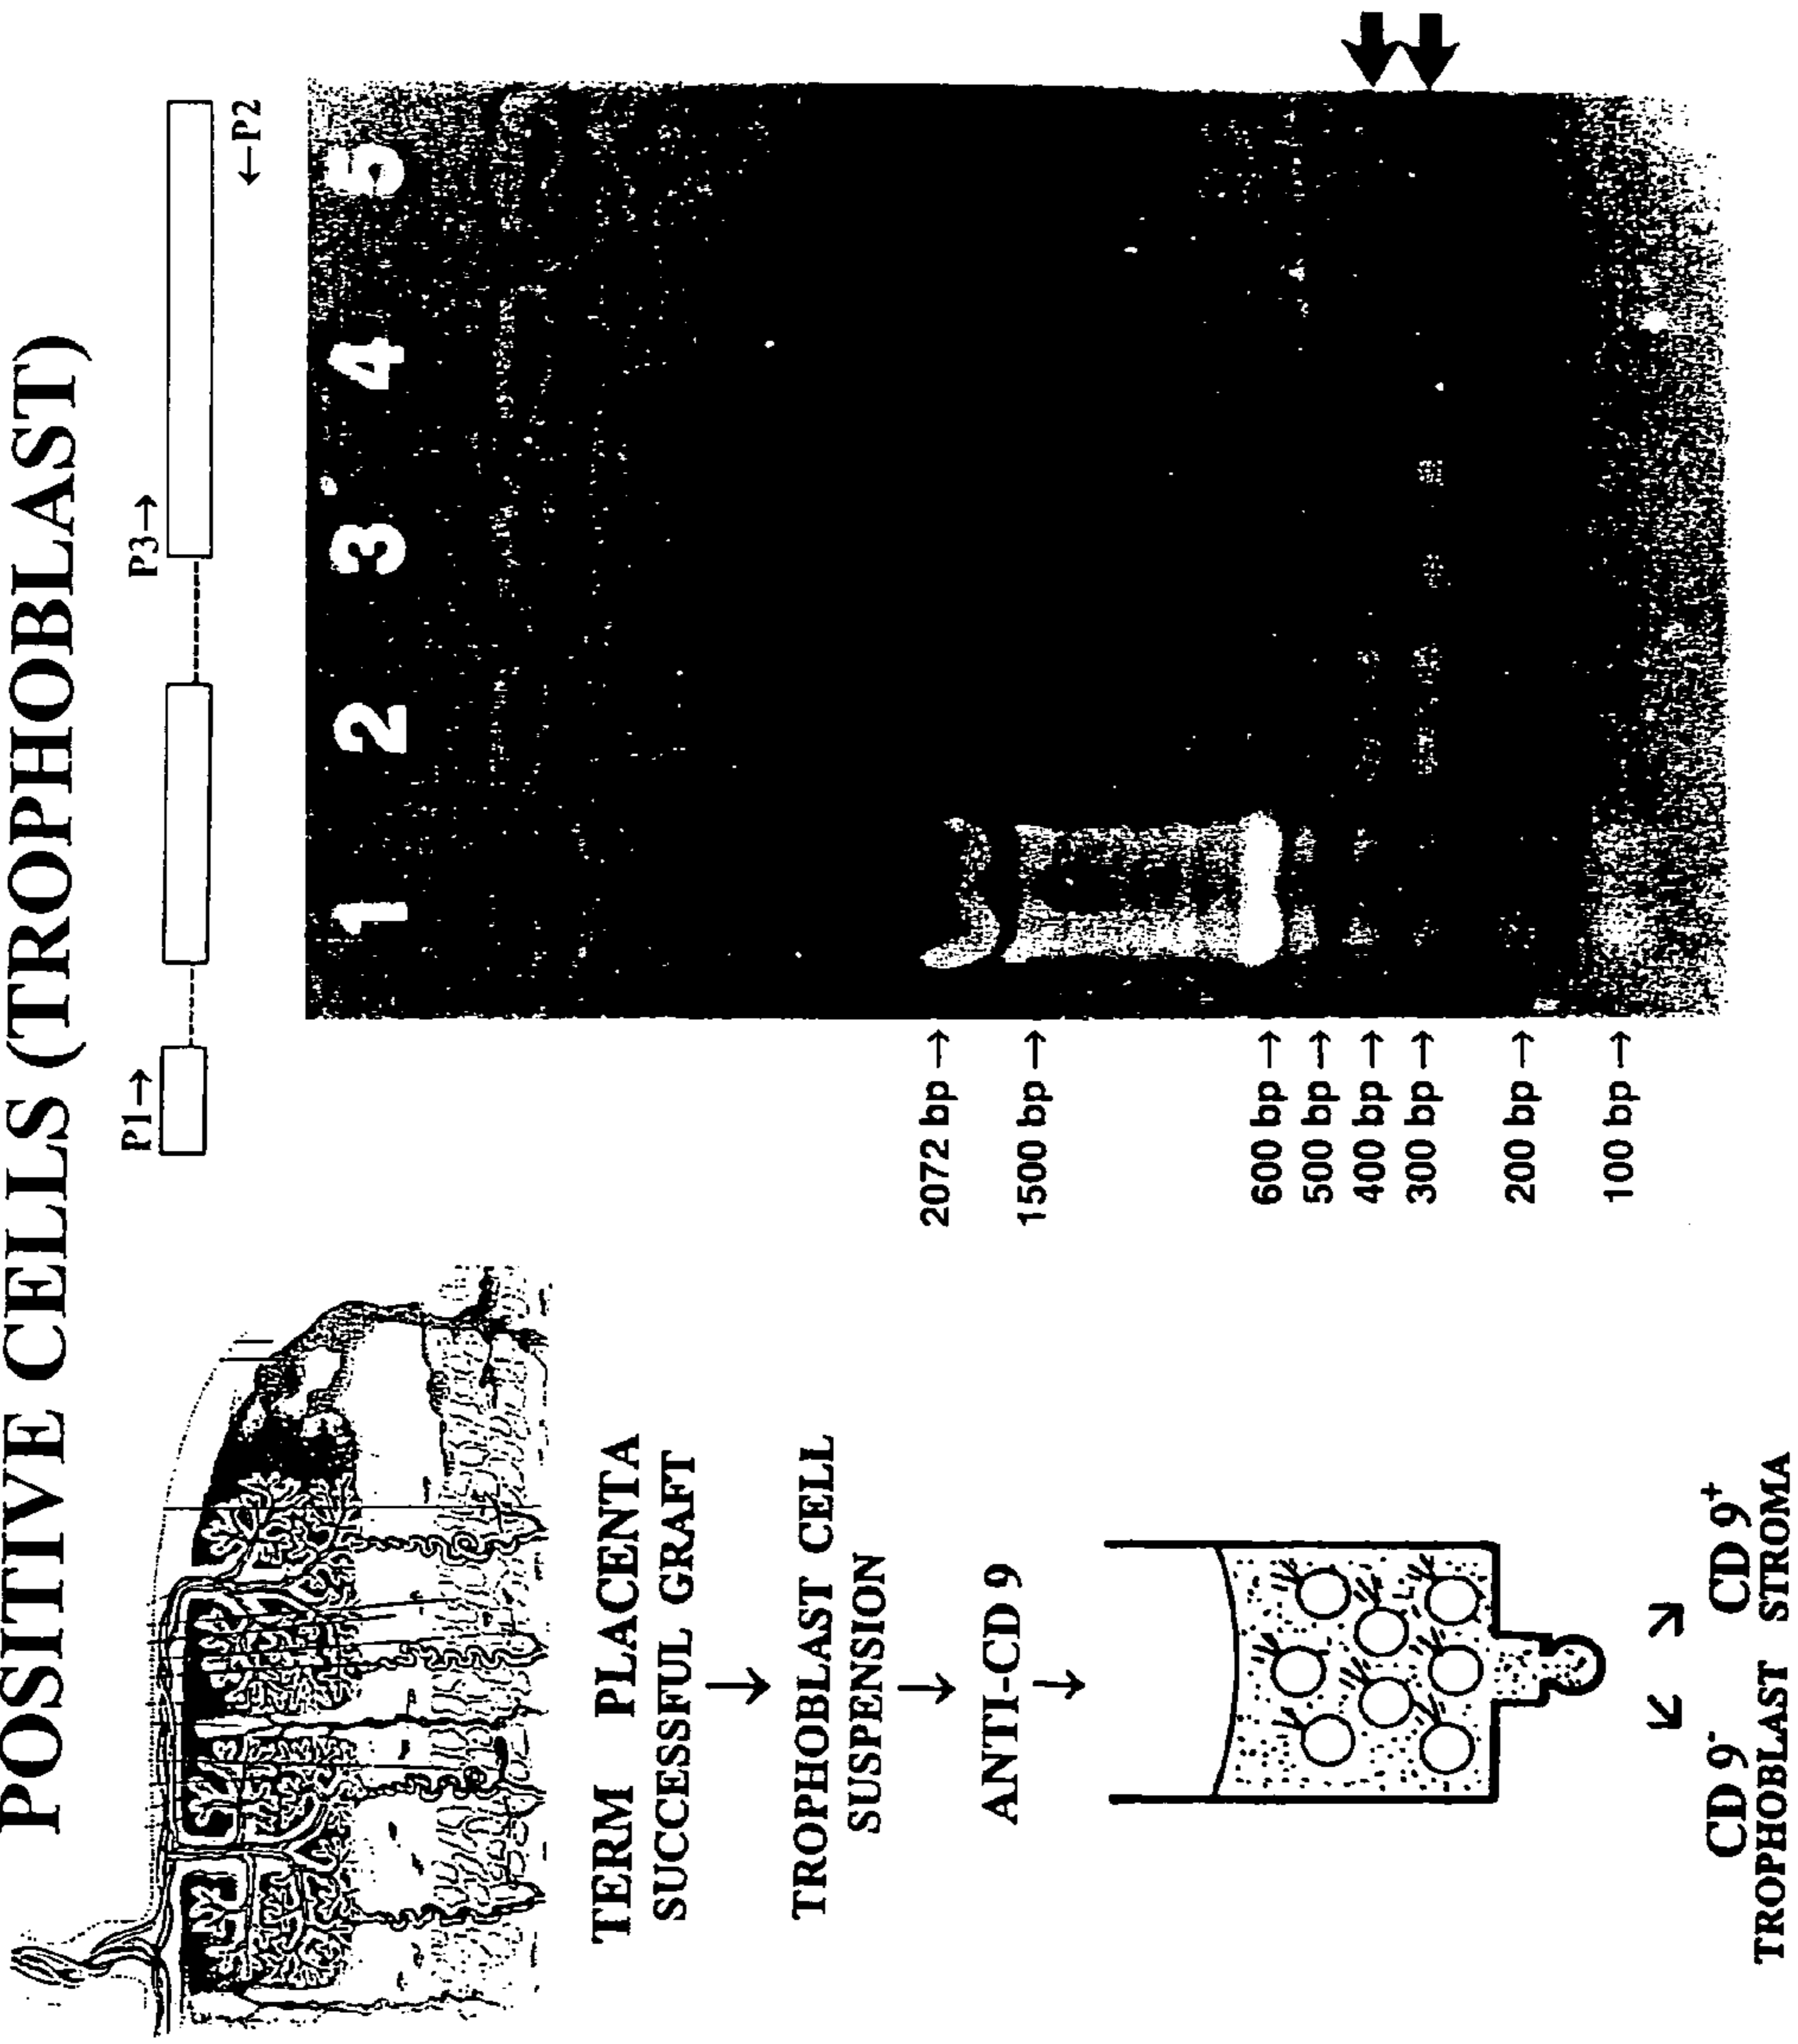 POSITIVE CELLS (TROPHOBLAST)
P1→
P3→
←P2
1 2 3 4 5
2072 bp →
1500 bp →
600 bp →
500 bp →
400 bp →
300 bp →
200 bp →
100 bp →
TERM PLACENTA
SUCCESSFUL GRAFT
TROPHOBLAST CELL
SUSPENSION
ANTI-CD 9
CD 9⁻ CD 9⁺
TROPHOBLAST STROMA